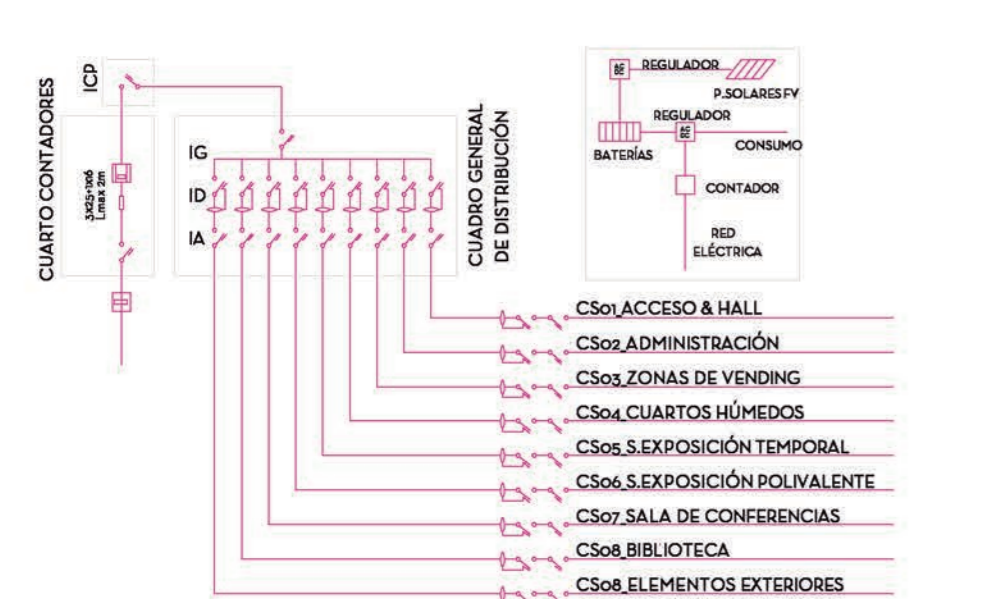 CUARTO CONTADORES
ICP
3X25+1X16
Lmax 2m
IG
ID
IA
CUADRO GENERAL
DE DISTRIBUCIÓN
REGULADOR
P.SOLARES FV
REGULADOR
BATERÍAS
CONSUMO
CONTADOR
RED
ELÉCTRICA
CS01_ACCESO & HALL
CS02_ADMINISTRACIÓN
CS03_ZONAS DE VENDING
CS04_CUARTOS HÚMEDOS
CS05_S.EXPOSICIÓN TEMPORAL
CS06_S.EXPOSICIÓN POLIVALENTE
CS07_SALA DE CONFERENCIAS
CS08_BIBLIOTECA
CS08_ELEMENTOS EXTERIORES